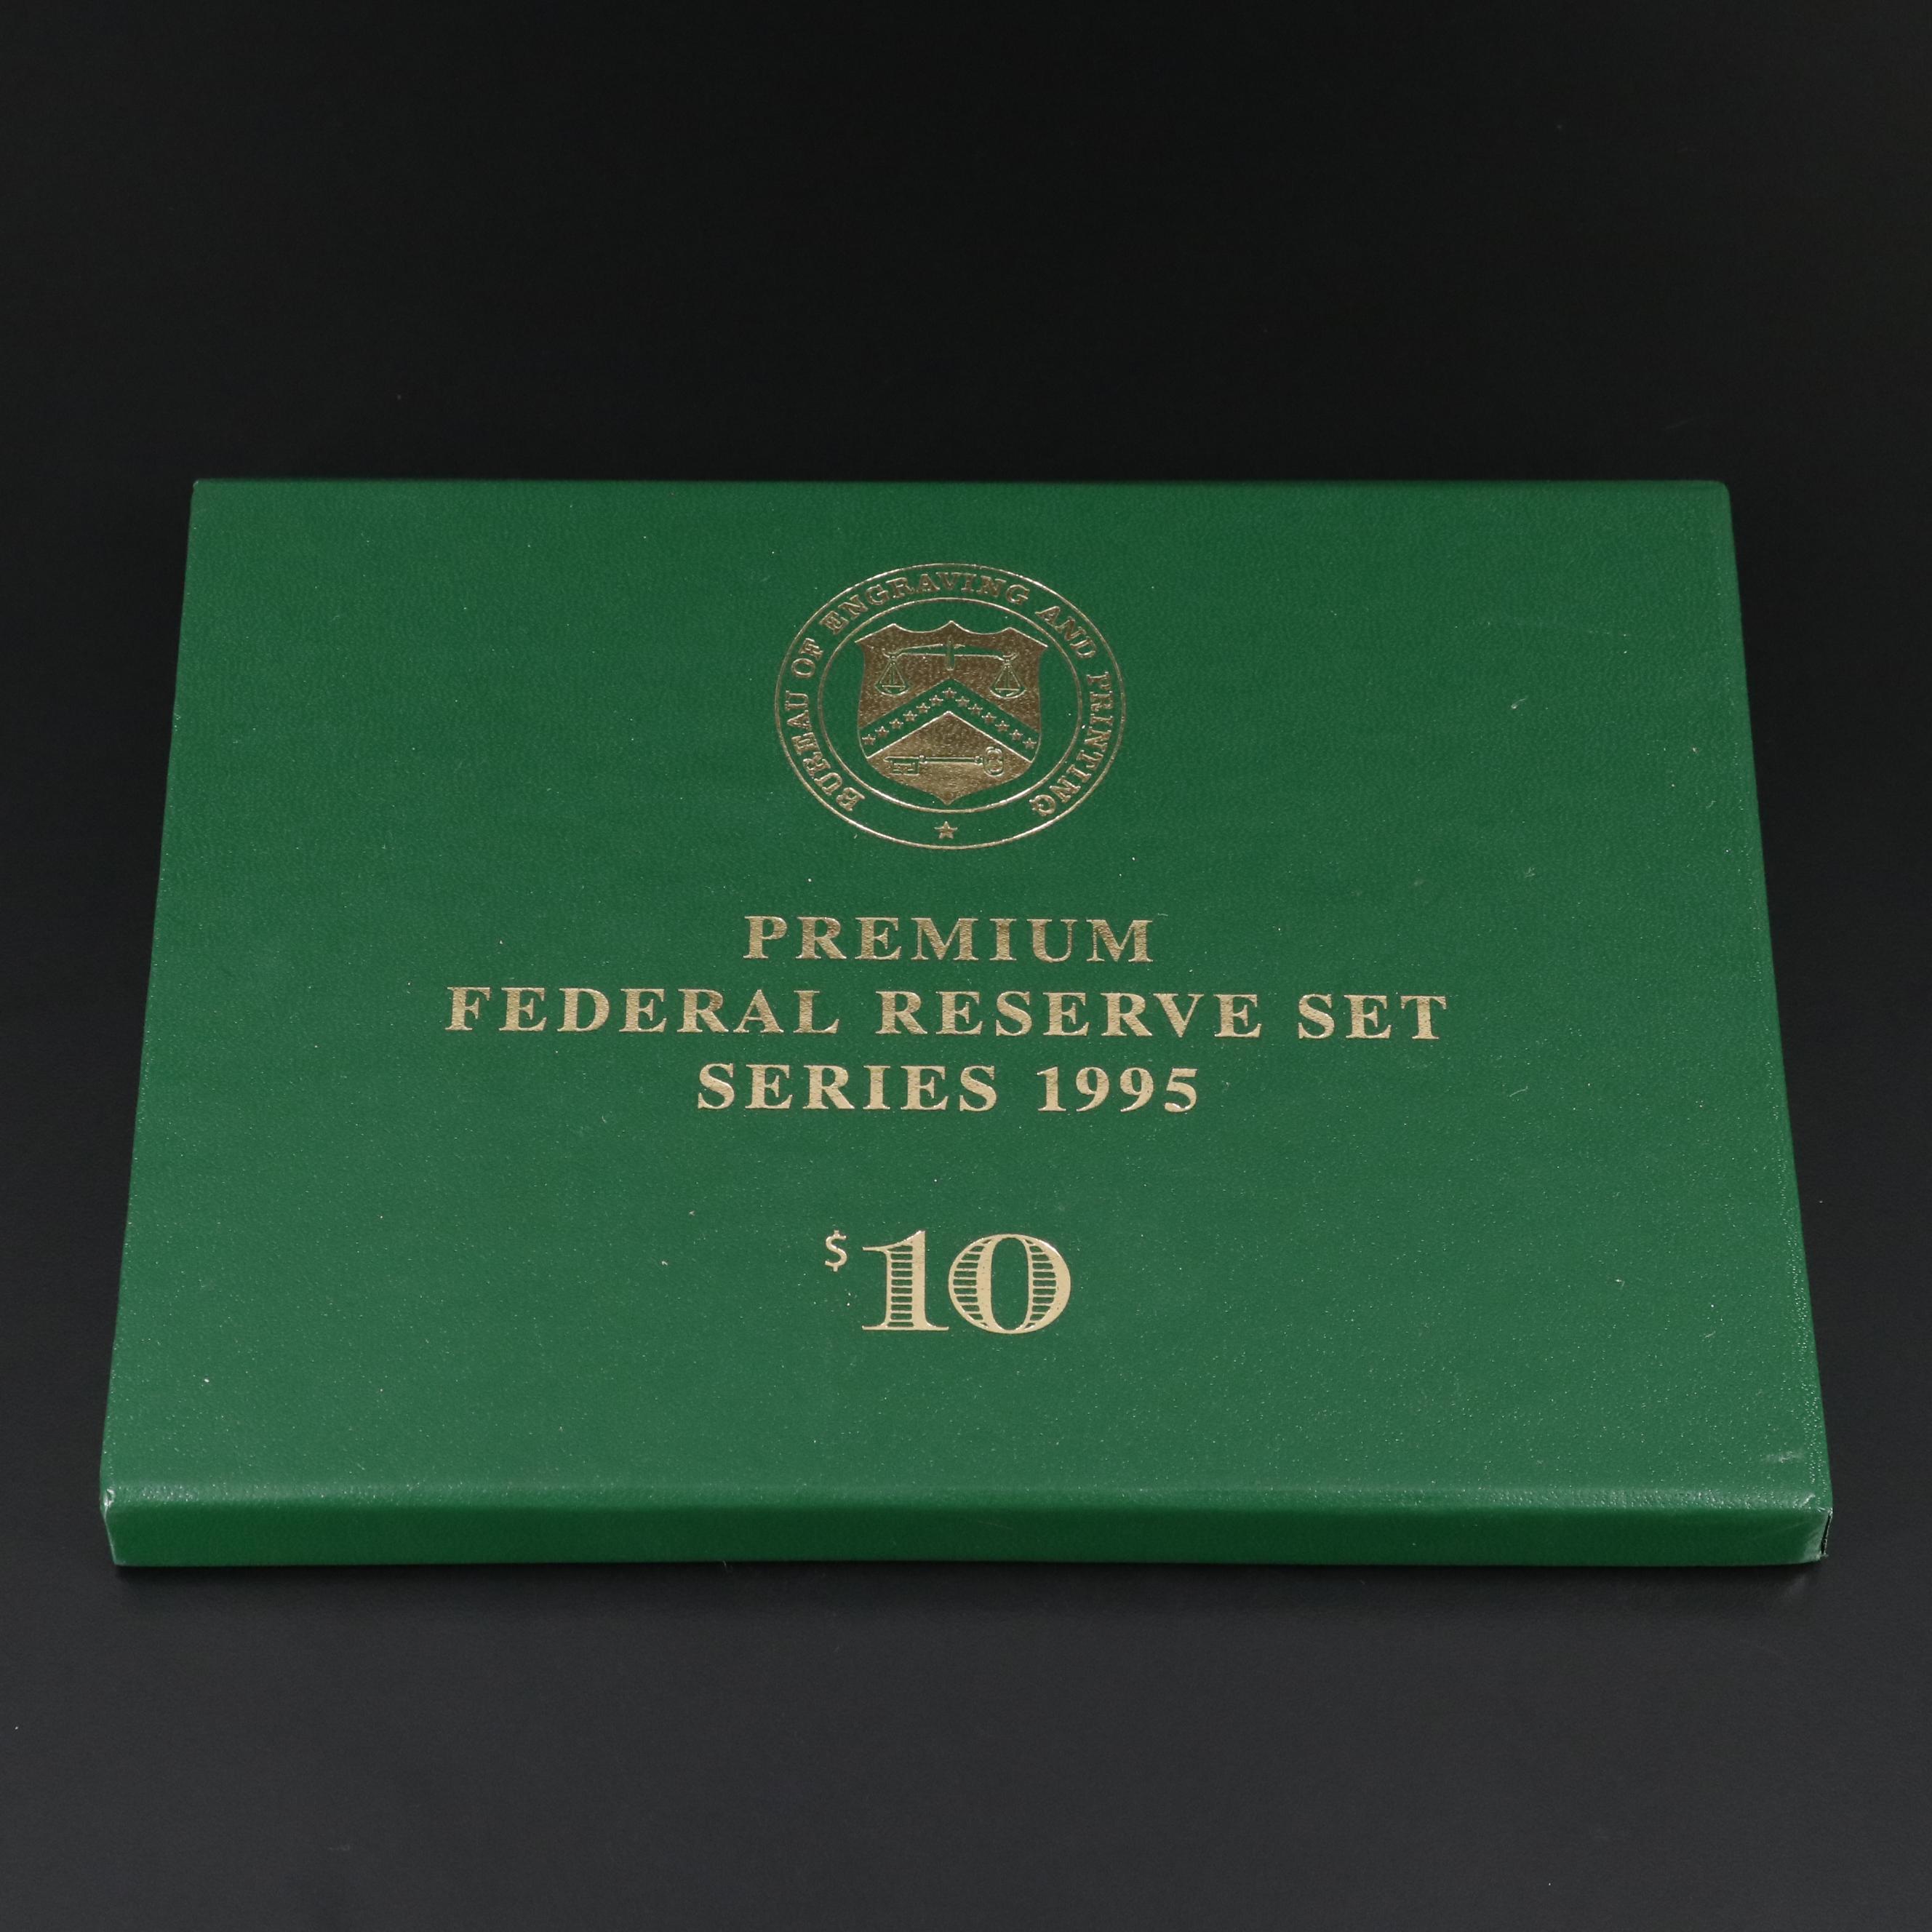 BUREAU OF ENGRAVING AND PRINTING
PREMIUM
FEDERAL RESERVE SET
SERIES 1995
$10